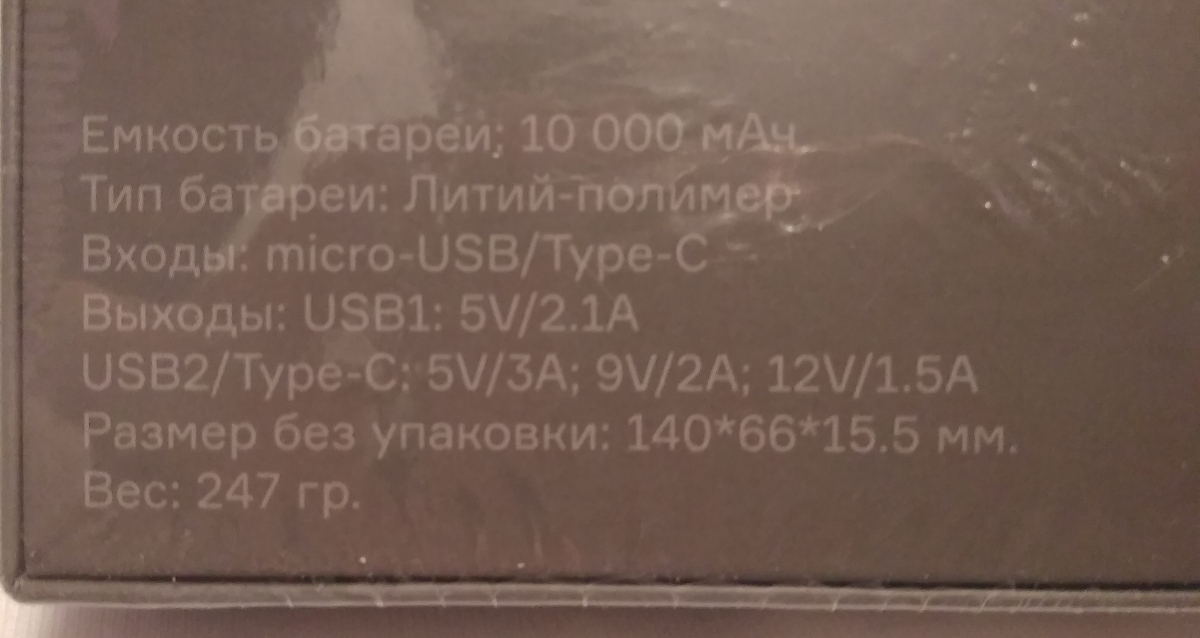 Емкость батареи: 10 000 мАч
Тип батареи: Литий-полимер
Входы: micro-USB/Type-C
Выходы: USB1: 5V/2.1A
USB2/Type-C: 5V/3A; 9V/2A; 12V/1.5A
Размер без упаковки: 140*66*15.5 мм.
Вес: 247 гр.